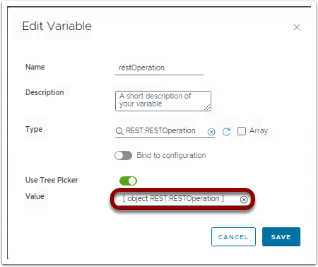 Edit Variable
Name
restOperation
Description
A short description of
your variable
Type
REST:RESTOperation
Array
Bind to configuration
Use Tree Picker
Value
[ object REST:RESTOperation ]
CANCEL
SAVE